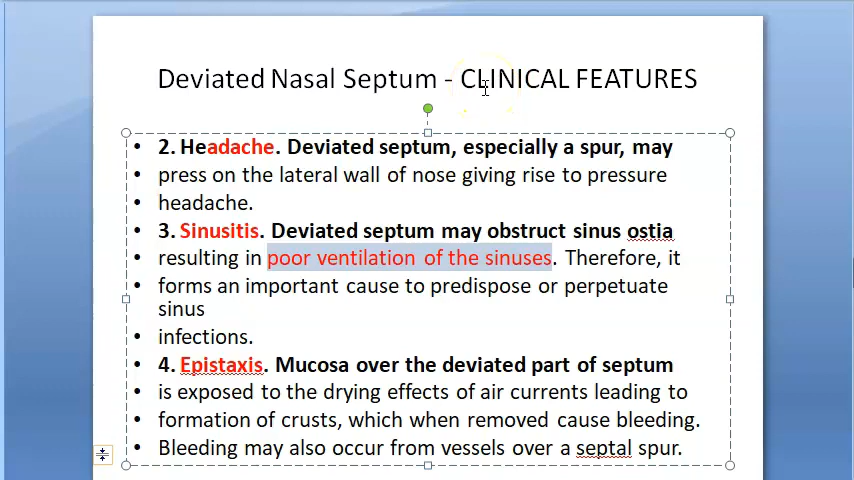 Deviated Nasal Septum - CLINICAL FEATURES
• 2. Headache. Deviated septum, especially a spur, may
• press on the lateral wall of nose giving rise to pressure
• headache.
• 3. Sinusitis. Deviated septum may obstruct sinus ostia
• resulting in poor ventilation of the sinuses. Therefore, it
• forms an important cause to predispose or perpetuate
sinus
• infections.
• 4. Epistaxis. Mucosa over the deviated part of septum
• is exposed to the drying effects of air currents leading to
• formation of crusts, which when removed cause bleeding.
• Bleeding may also occur from vessels over a septal spur.